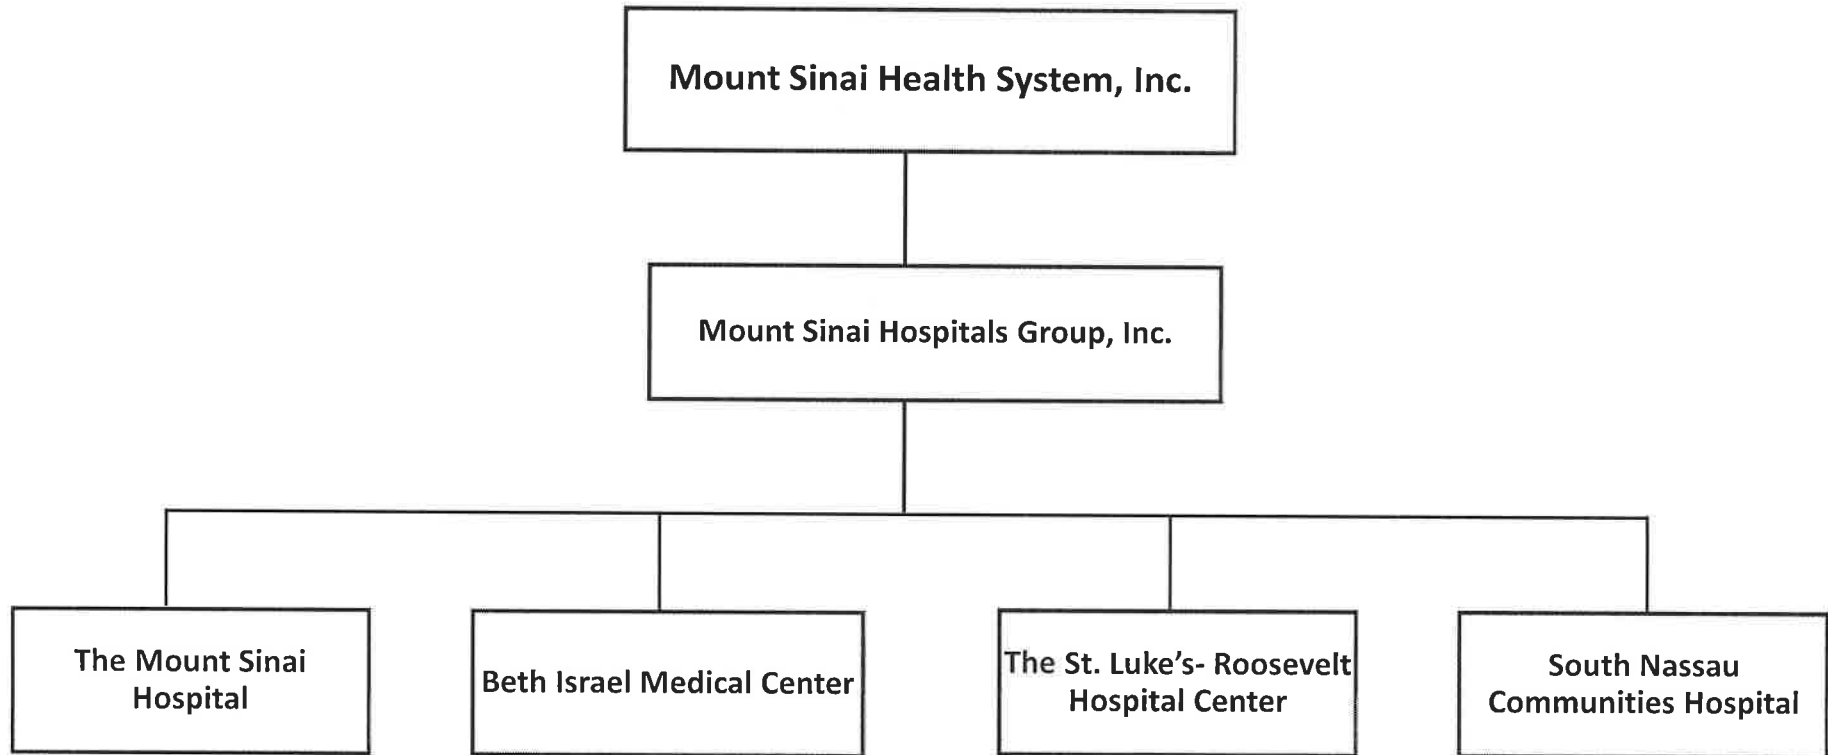 Mount Sinai Health System, Inc.
Mount Sinai Hospitals Group, Inc.
The Mount Sinai
Hospital
Beth Israel Medical Center
The St. Luke's- Roosevelt
Hospital Center
South Nassau
Communities Hospital